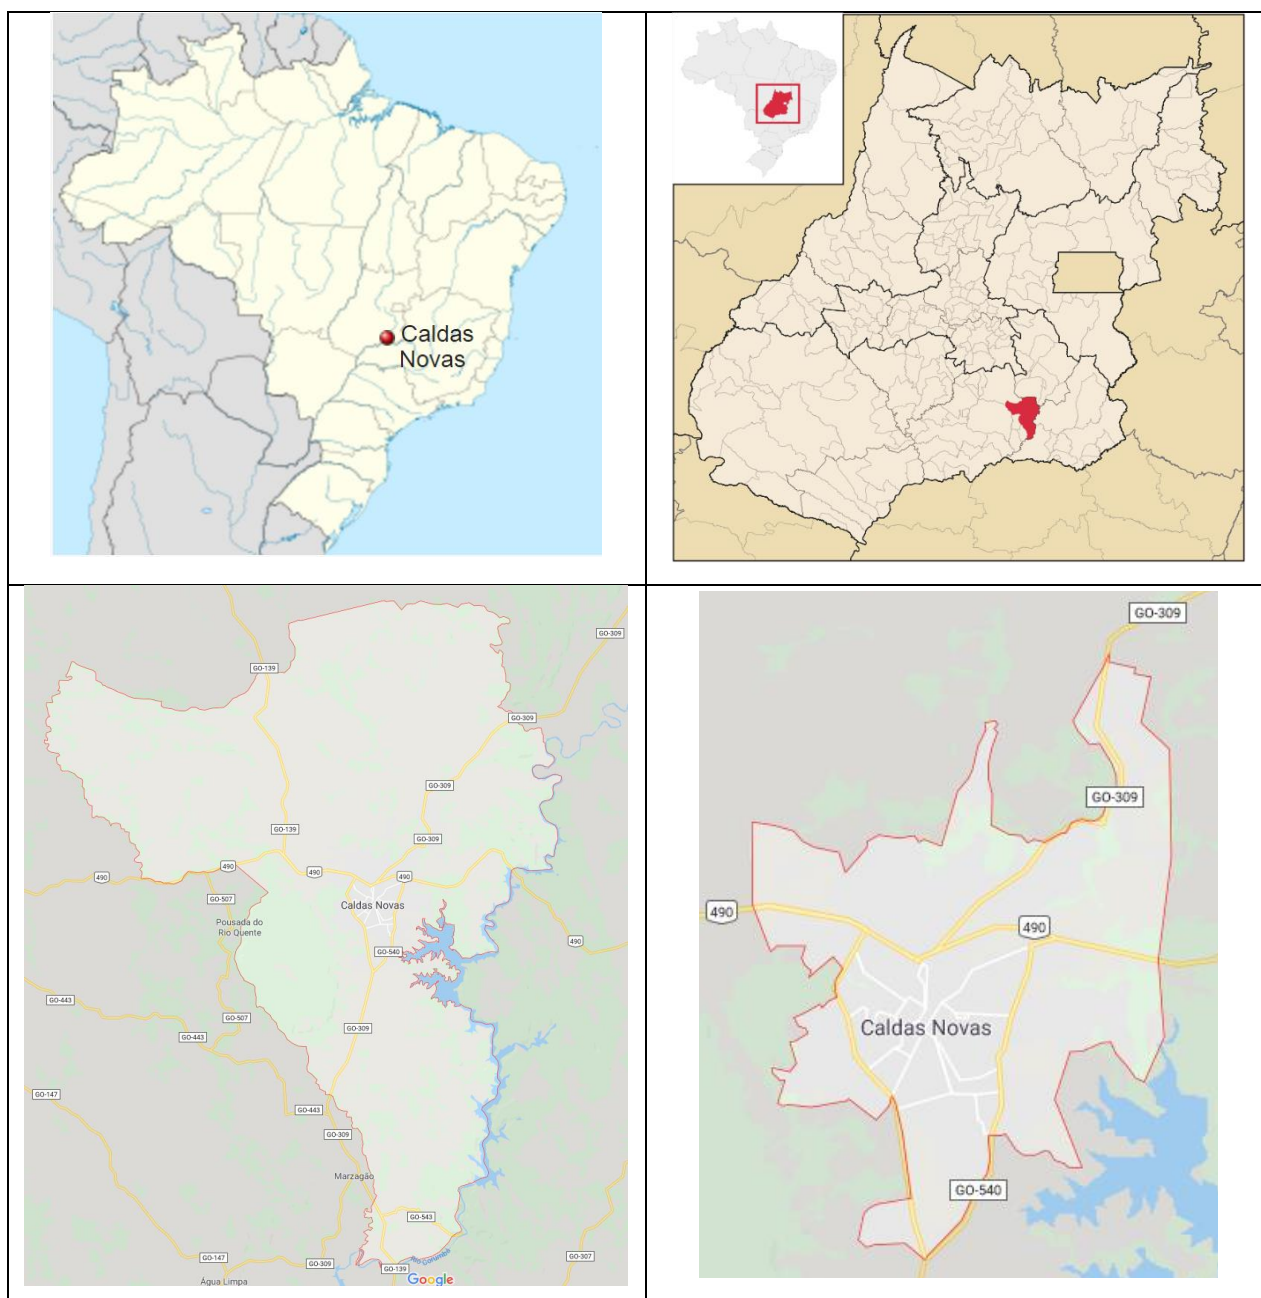 Caldas
Novas
GO-309
GO-139
GO-309
GO-309
GO-139
GO-309
490
490
490
490
GO-507
Caldas Novas
Pousada do
Rio Quente
490
GO-540
GO-443
GO-507
GO-309
GO-443
GO-147
GO-443
GO-309
Marzagão
GO-543
GO-147
GO-309
GO-139
Rio Corumbá
GO-307
Água Limpa
Google
GO-309
GO-309
490
490
Caldas Novas
GO-540